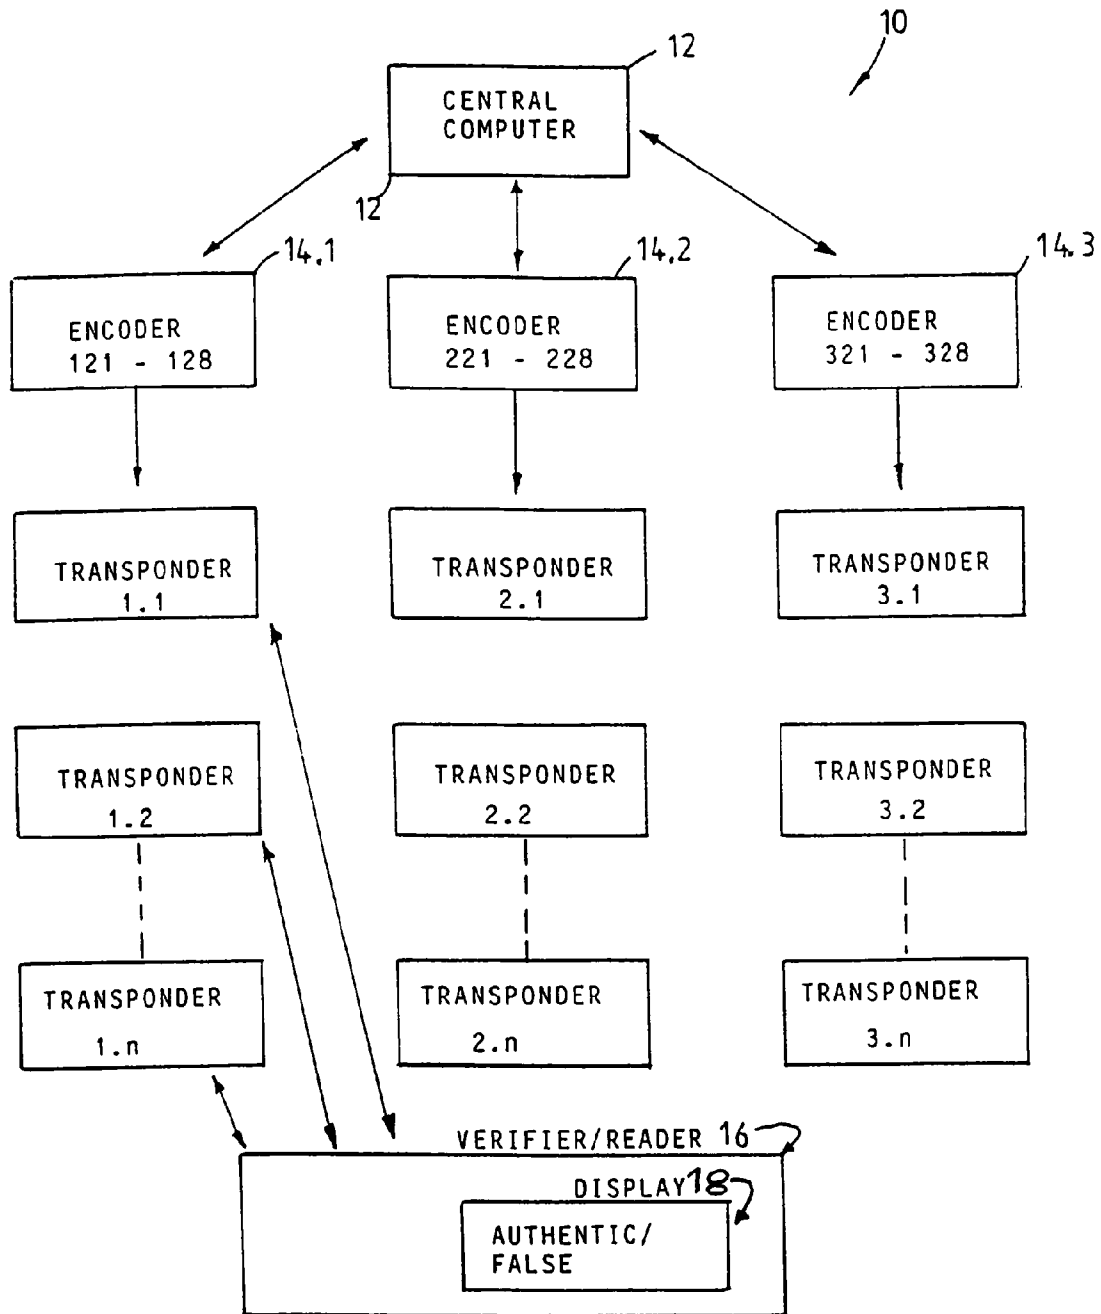 10
12
CENTRAL
COMPUTER
12
14.1
14.2
14.3
ENCODER
121 - 128
ENCODER
221 - 228
ENCODER
321 - 328
TRANSPONDER
1.1
TRANSPONDER
2.1
TRANSPONDER
3.1
TRANSPONDER
1.2
TRANSPONDER
2.2
TRANSPONDER
3.2
TRANSPONDER
1.n
TRANSPONDER
2.n
TRANSPONDER
3.n
VERIFIER/READER 16
DISPLAY 18
AUTHENTIC/
FALSE